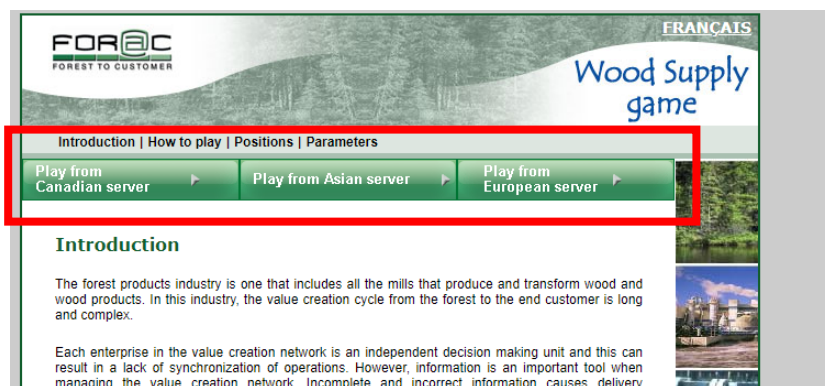 FRANÇAIS
FOR@C
FOREST TO CUSTOMER
Wood Supply
game
Introduction | How to play | Positions | Parameters
Play from
Canadian server
Play from Asian server
Play from
European server
Introduction
The forest products industry is one that includes all the mills that produce and transform wood and
wood products. In this industry, the value creation cycle from the forest to the end customer is long
and complex.
Each enterprise in the value creation network is an independent decision making unit and this can
result in a lack of synchronization of operations. However, information is an important tool when
managing the value creation network. Incomplete and incorrect information causes delivery